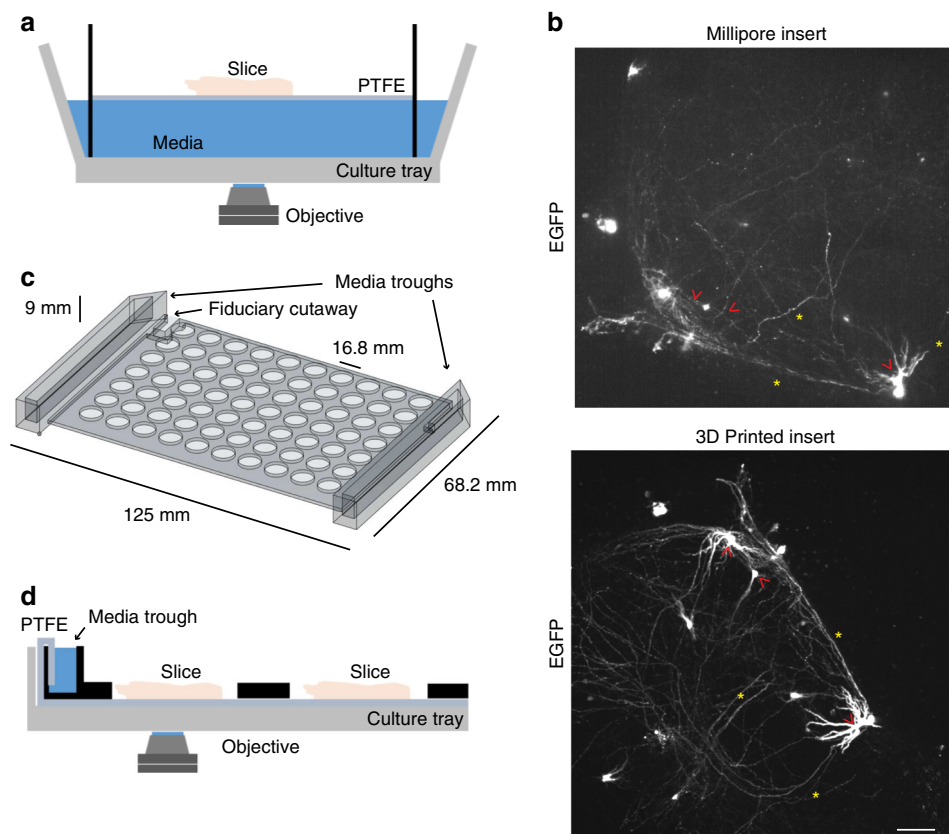 a
Slice
PTFE
Media
Culture tray
Objective
b
Millipore insert
EGFP
*
*
*
3D Printed insert
EGFP
*
*
*
c
9 mm
Media troughs
Fiduciary cutaway
16.8 mm
68.2 mm
125 mm
d
PTFE
Media trough
Slice
Slice
Culture tray
Objective